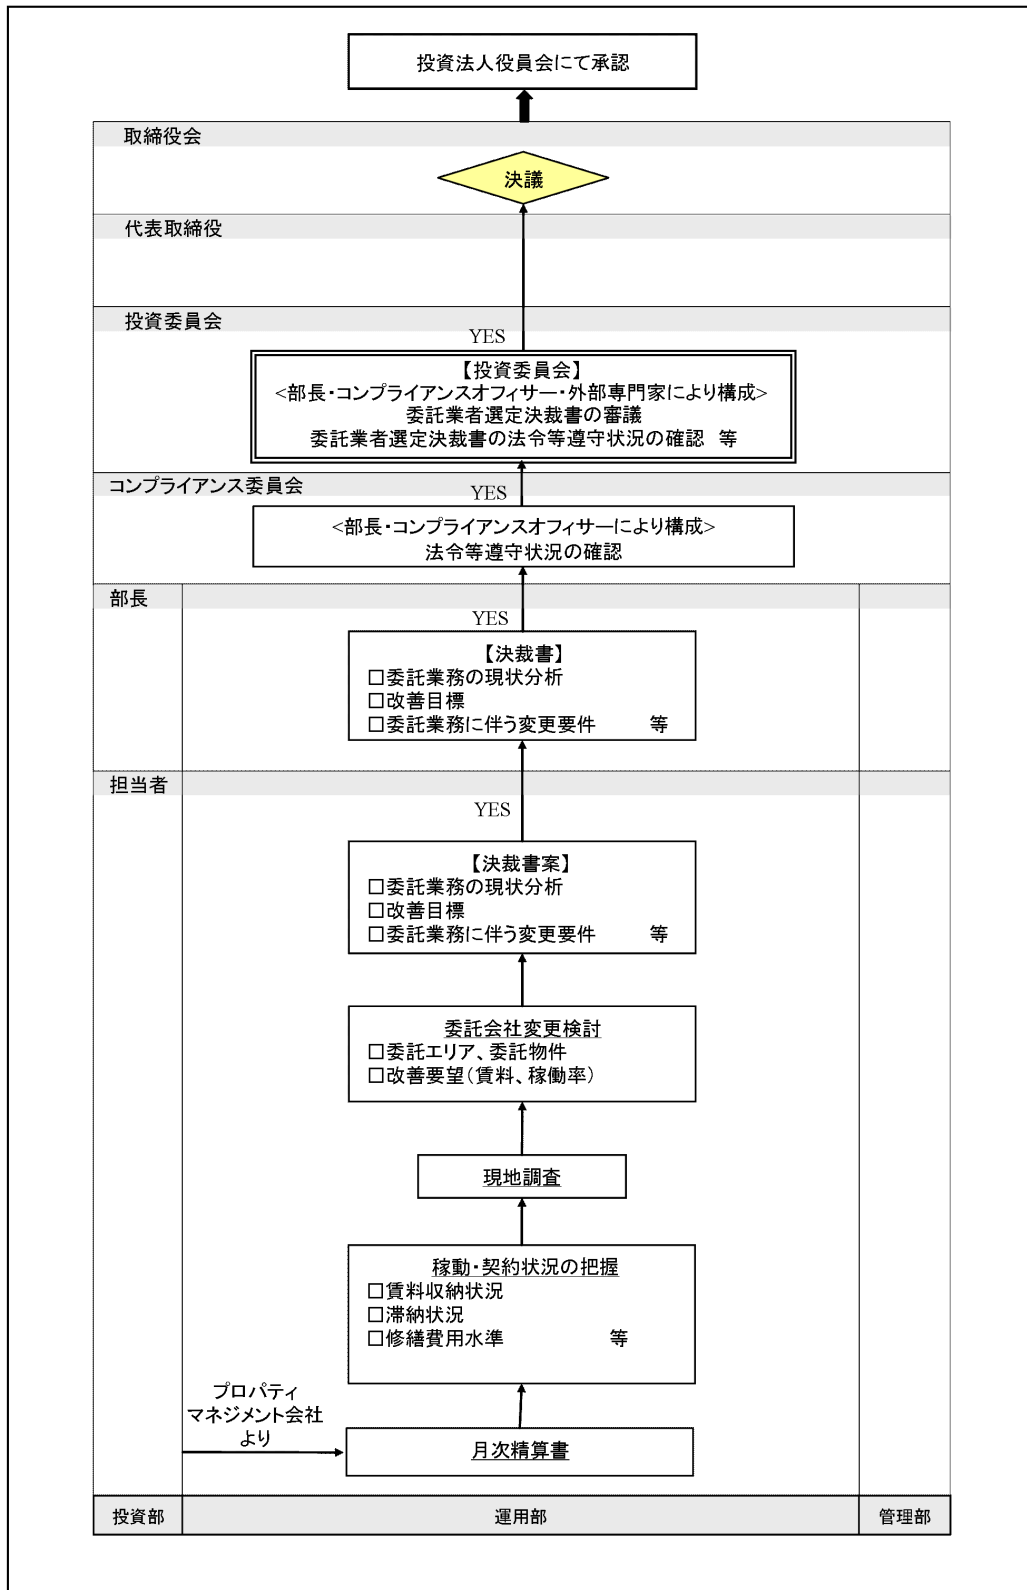 投資法人役員会にて承認
取締役会
決議
代表取締役
投資委員会
YES
【投資委員会】
<部長・コンプライアンスオフィサー・外部専門家により構成>
委託業者選定決裁書の審議
委託業者選定決裁書の法令等遵守状況の確認 等
コンプライアンス委員会
YES
<部長・コンプライアンスオフィサーにより構成>
法令等遵守状況の確認
部長
YES
【決裁書】
□委託業務の現状分析
□改善目標
□委託業務に伴う変更要件 等
担当者
YES
【決裁書案】
□委託業務の現状分析
□改善目標
□委託業務に伴う変更要件 等
委託会社変更検討
□委託エリア、委託物件
□改善要望(賃料、稼働率)
現地調査
稼動・契約状況の把握
□賃料収納状況
□滞納状況
□修繕費用水準 等
プロパティ
マネジメント会社
より
月次精算書
投資部 運用部 管理部